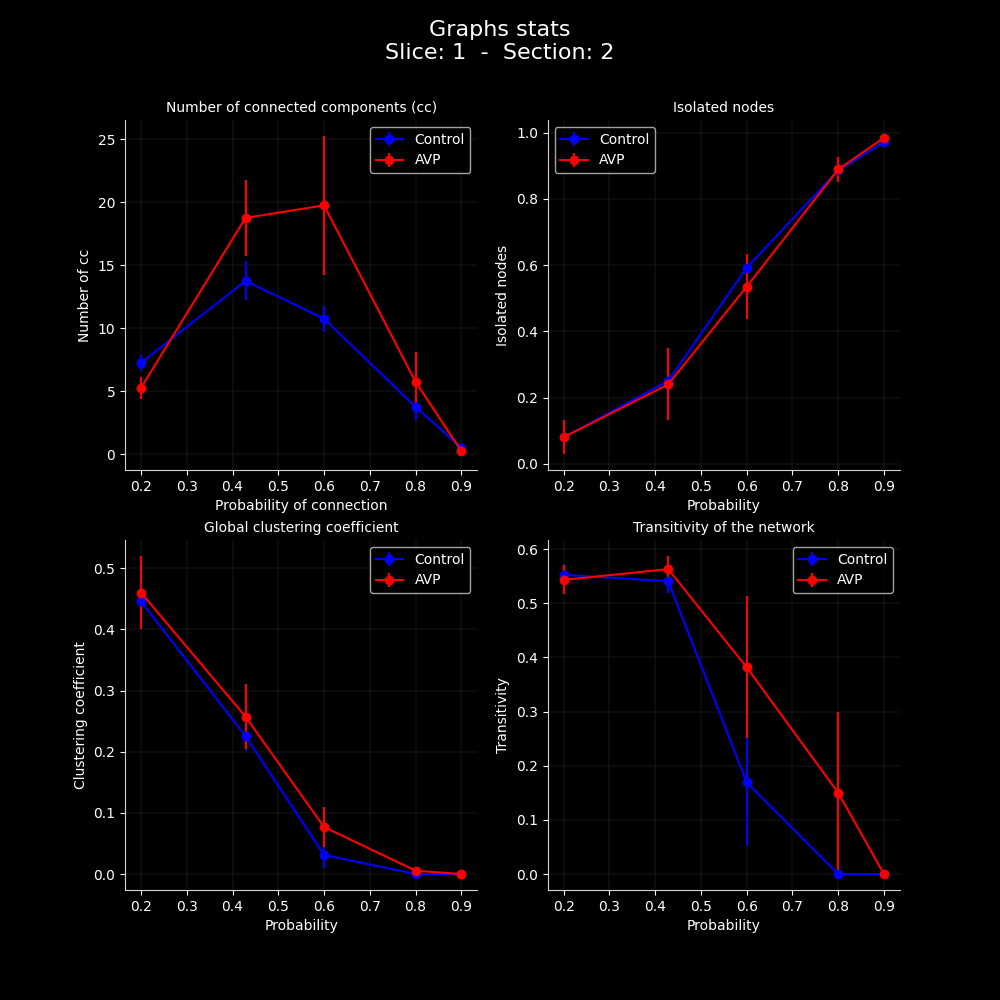 Graphs stats
Slice: 1  -  Section: 2
Number of connected components (cc)
Number of cc
25
20
15
10
5
0
Control
AVP
0.2 0.3 0.4 0.5 0.6 0.7 0.8 0.9
Probability of connection
Isolated nodes
Isolated nodes
1.0
0.8
0.6
0.4
0.2
0.0
Control
AVP
0.2 0.3 0.4 0.5 0.6 0.7 0.8 0.9
Probability
Global clustering coefficient
Clustering coefficient
0.5
0.4
0.3
0.2
0.1
0.0
Control
AVP
0.2 0.3 0.4 0.5 0.6 0.7 0.8 0.9
Probability
Transitivity of the network
Transitivity
0.6
0.5
0.4
0.3
0.2
0.1
0.0
Control
AVP
0.2 0.3 0.4 0.5 0.6 0.7 0.8 0.9
Probability